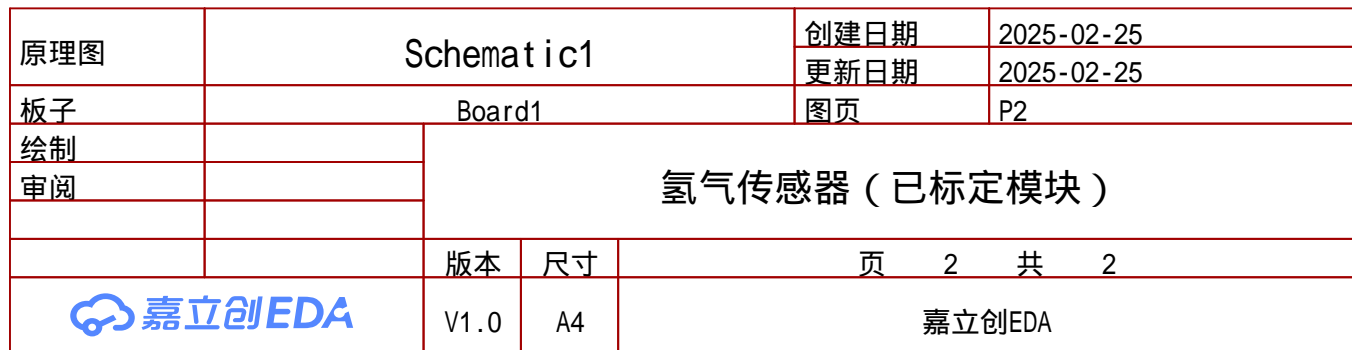 原理图 Schematic1 创建日期 2025-02-25
更新日期 2025-02-25
板子 Board1 图页 P2
绘制
审阅 氢气传感器（已标定模块）
版本 尺寸 页 2 共 2
嘉立创EDA V1.0 A4 嘉立创EDA